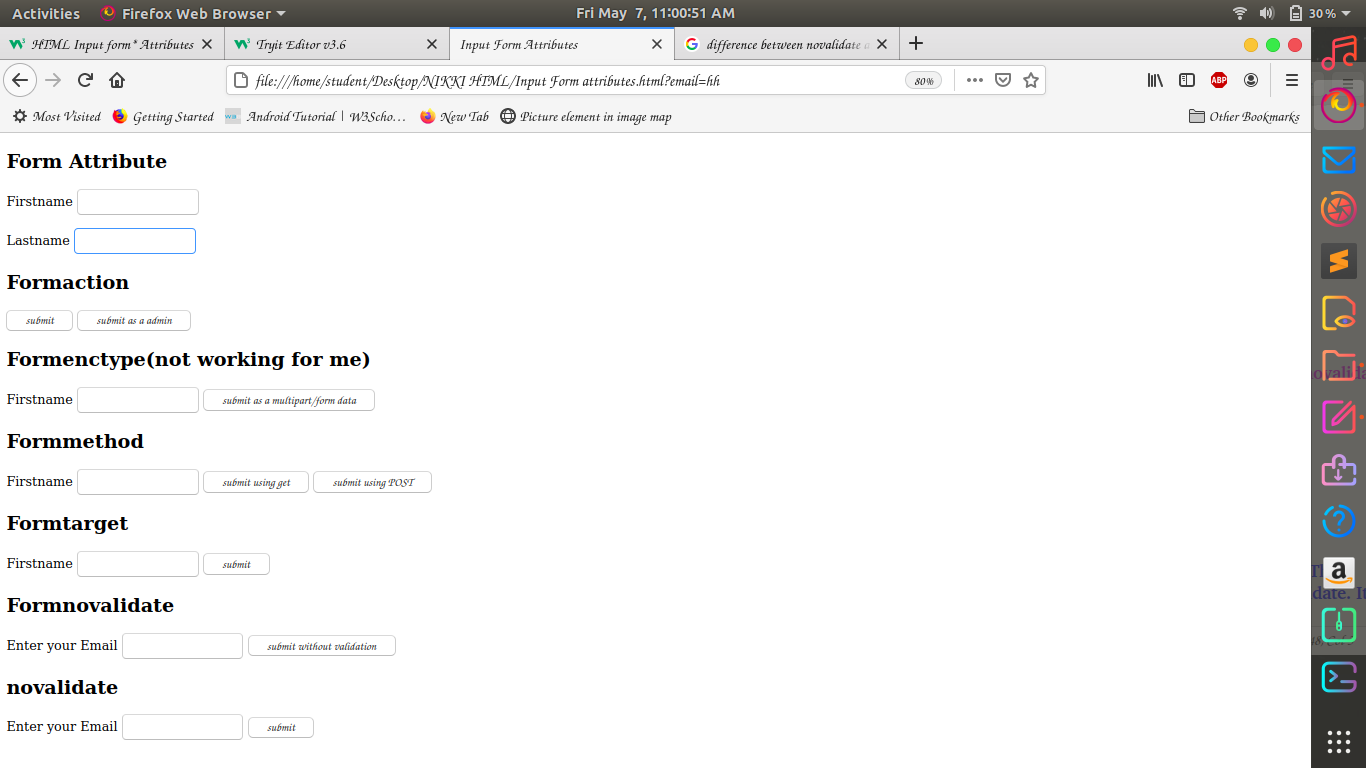 Activities Firefox Web Browser Fri May 7, 11:00:51 AM 30 %
HTML Input form* Attributes Tryit Editor v3.6 Input Form Attributes difference between novalidate
file:///home/student/Desktop/NIKKI HTML/Input Form attributes.html?email=hh 80% ABP
Most Visited Getting Started Android Tutorial | W3Scho… New Tab Picture element in image map Other Bookmarks
Form Attribute
Firstname
Lastname
Formaction
submit submit as a admin
Formenctype(not working for me)
Firstname submit as a multipart/form data
Formmethod
Firstname submit using get submit using POST
Formtarget
Firstname submit
Formnovalidate
Enter your Email submit without validation
novalidate
Enter your Email submit